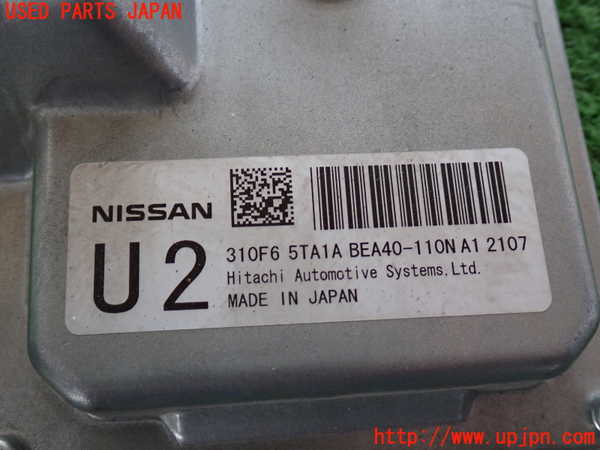 USED PARTS JAPAN
NISSAN
U2
310F6 5TA1A BEA40-110N A1 2107
Hitachi Automotive Systems,Ltd.
MADE IN JAPAN
http://www.upjpn.com/